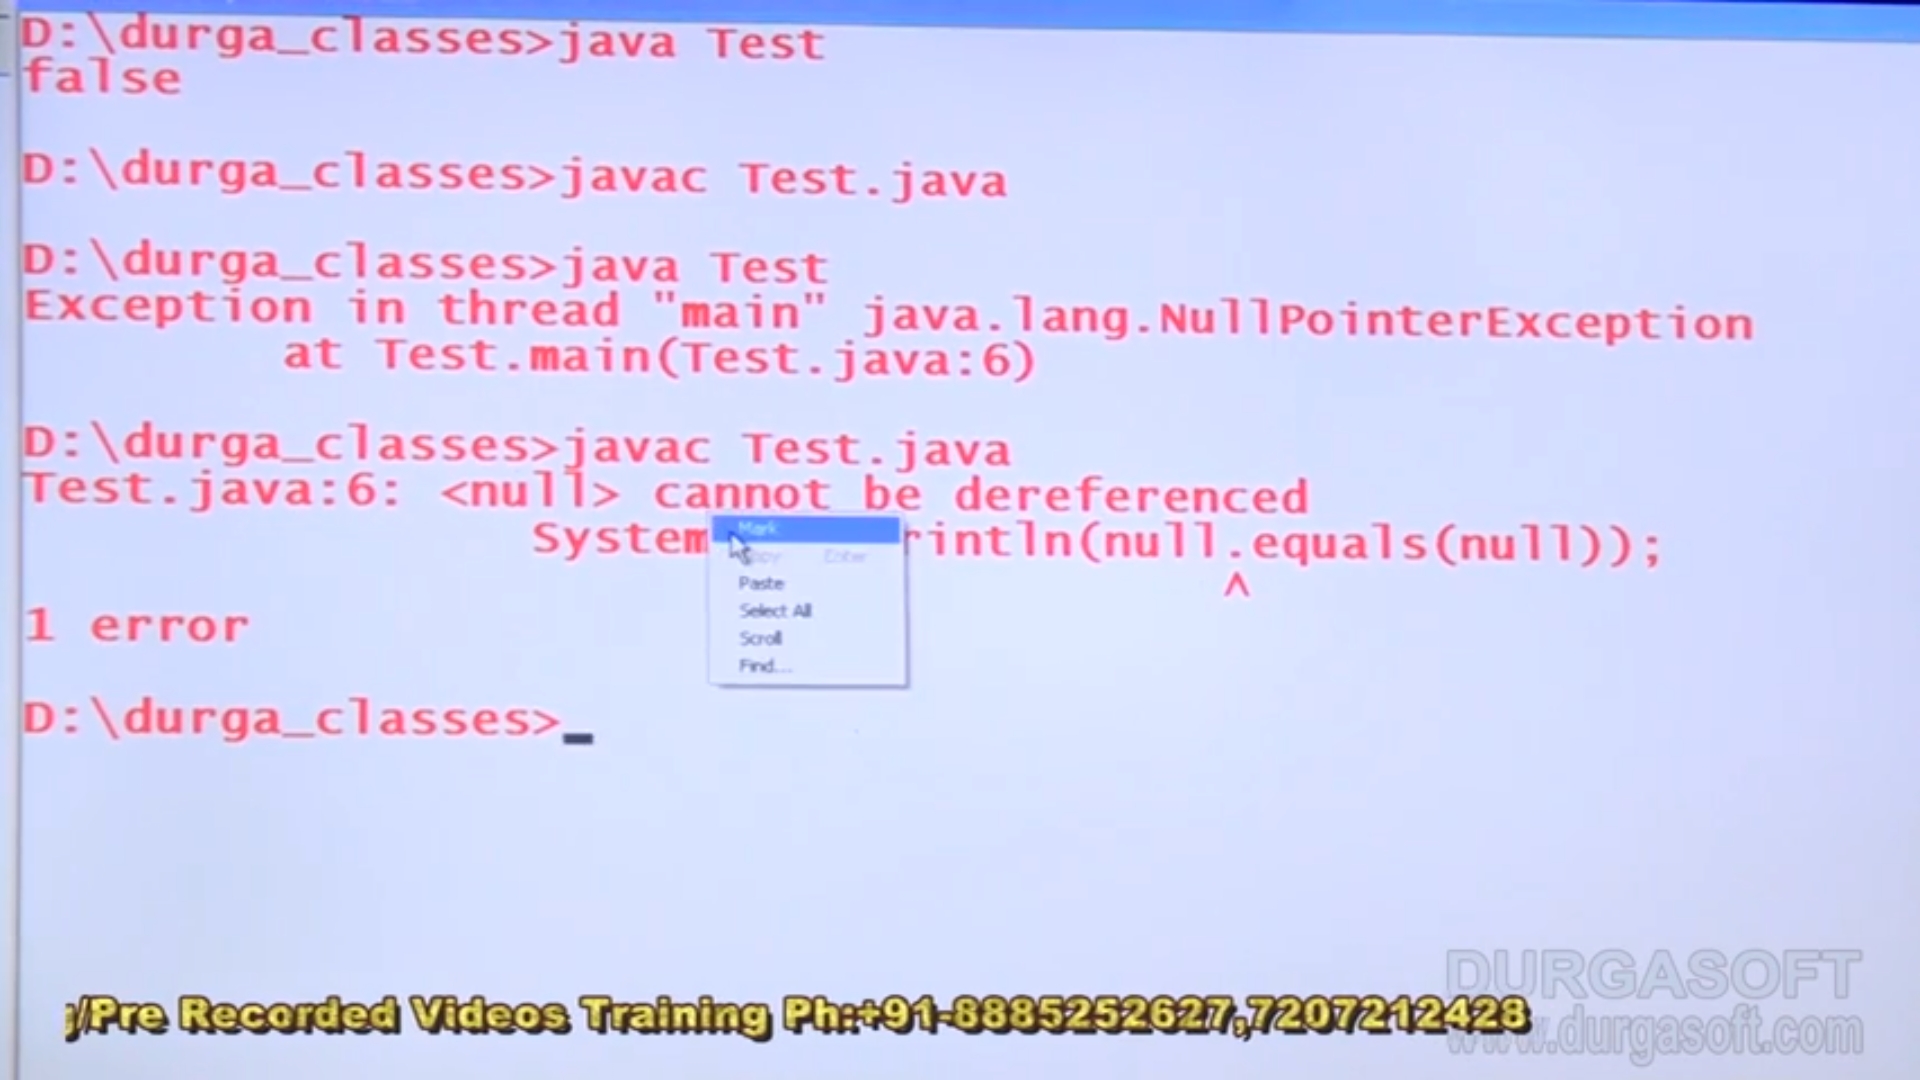 D:\durga_classes>java Test
false
D:\durga_classes>javac Test.java
D:\durga_classes>java Test
Exception in thread "main" java.lang.NullPointerException
at Test.main(Test.java:6)
D:\durga_classes>javac Test.java
Test.java:6: <null> cannot be dereferenced
System rintln(null.equals(null));
^
Mark
Copy Enter
Paste
Select All
Scroll
Find...
1 error
D:\durga_classes>_
g/Pre Recorded Videos Training Ph:+91-8885252627,7207212428
DURGASOFT
www.durgasoft.com